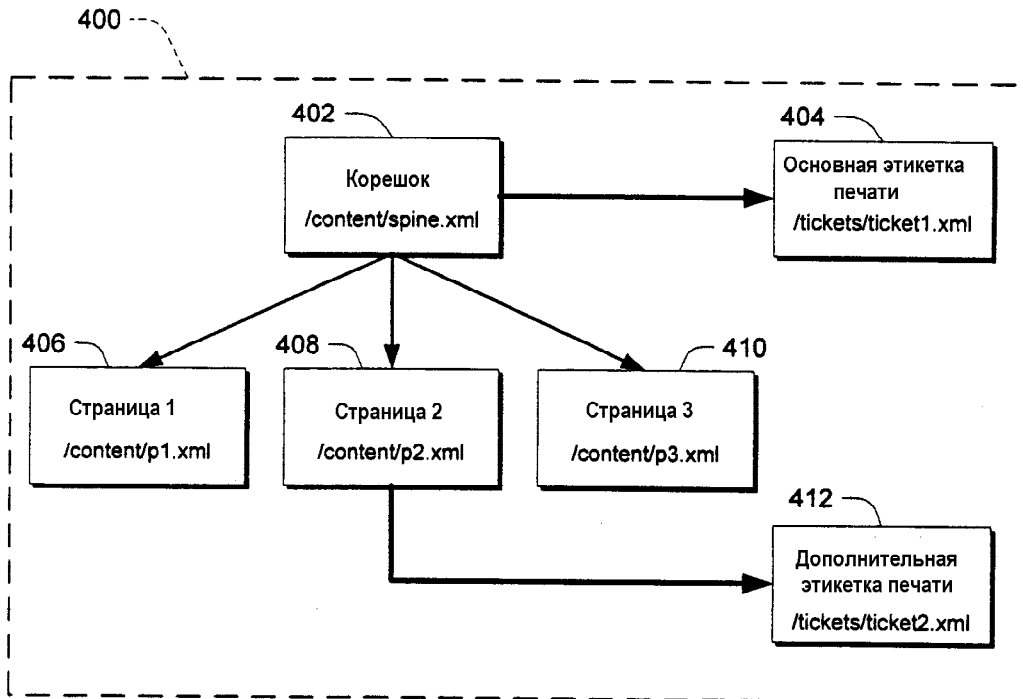 400
402
Корешок
/content/spine.xml
404
Основная этикетка
печати
/tickets/ticket1.xml
406
Страница 1
/content/p1.xml
408
Страница 2
/content/p2.xml
410
Страница 3
/content/p3.xml
412
Дополнительная
этикетка печати
/tickets/ticket2.xml